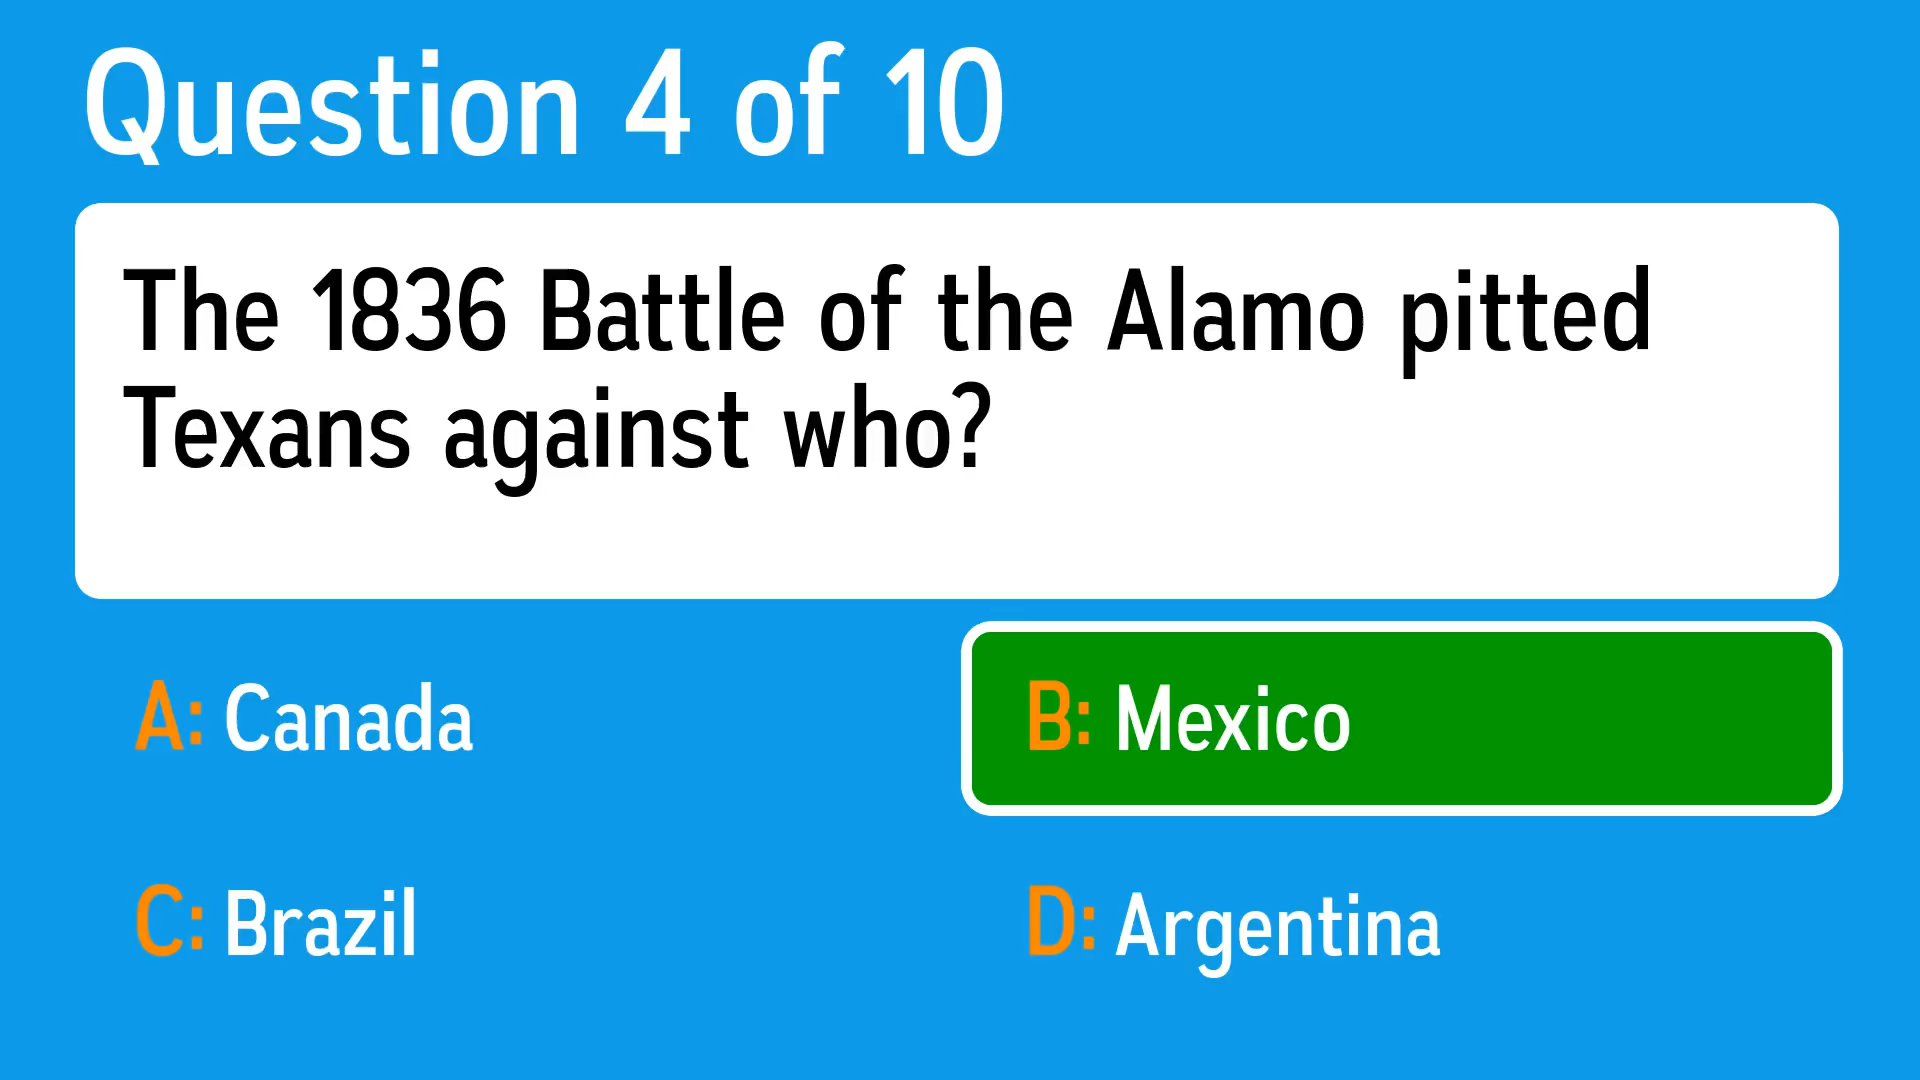 Question 4 of 10
The 1836 Battle of the Alamo pitted
Texans against who?
A: Canada
B: Mexico
C: Brazil
D: Argentina